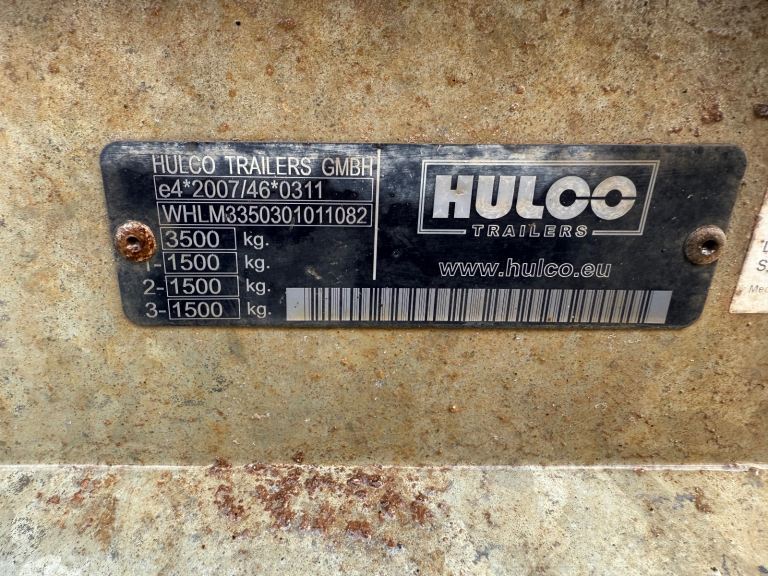 HULCO TRAILERS GMBH
e4*2007/46*0311
WHLM3350301011082
3500 kg.
1-1500 kg.
2-1500 kg.
3-1500 kg.
HULCO
TRAILERS
www.hulco.eu